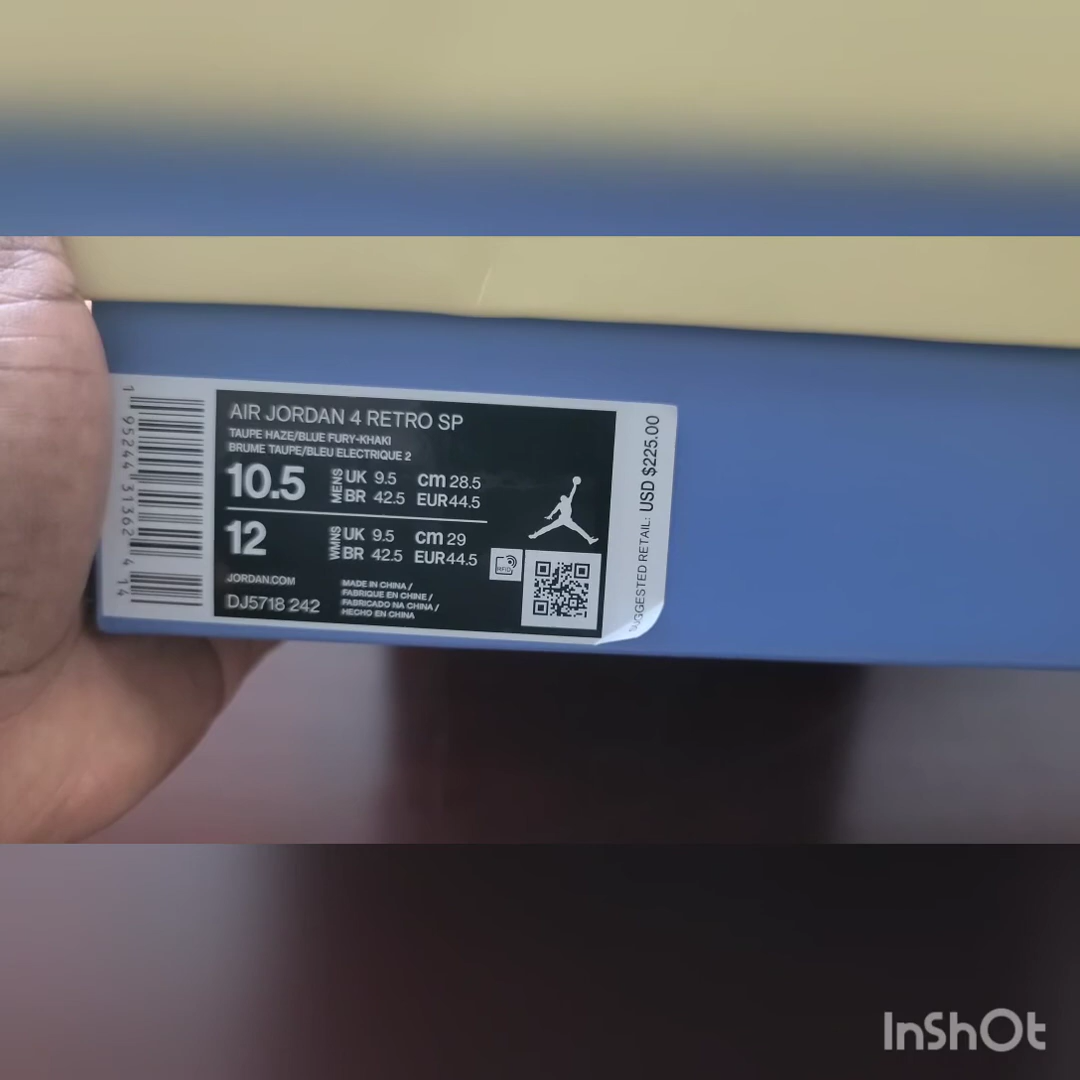 AIR JORDAN 4 RETRO SP
TAUPE HAZE/BLUE FURY-KHAKI
BRUME TAUPE/BLEU ELECTRIQUE 2
10.5 MENS UK 9.5 cm 28.5
BR 42.5 EUR 44.5
12 WMNS UK 9.5 cm 29
BR 42.5 EUR 44.5
JORDAN.COM
DJ5718 242
MADE IN CHINA /
FABRIQUE EN CHINE /
FABRICADO NA CHINA /
HECHO EN CHINA
RFID
SUGGESTED RETAIL: USD $225.00
1 95244 31362 4 14
InShOt